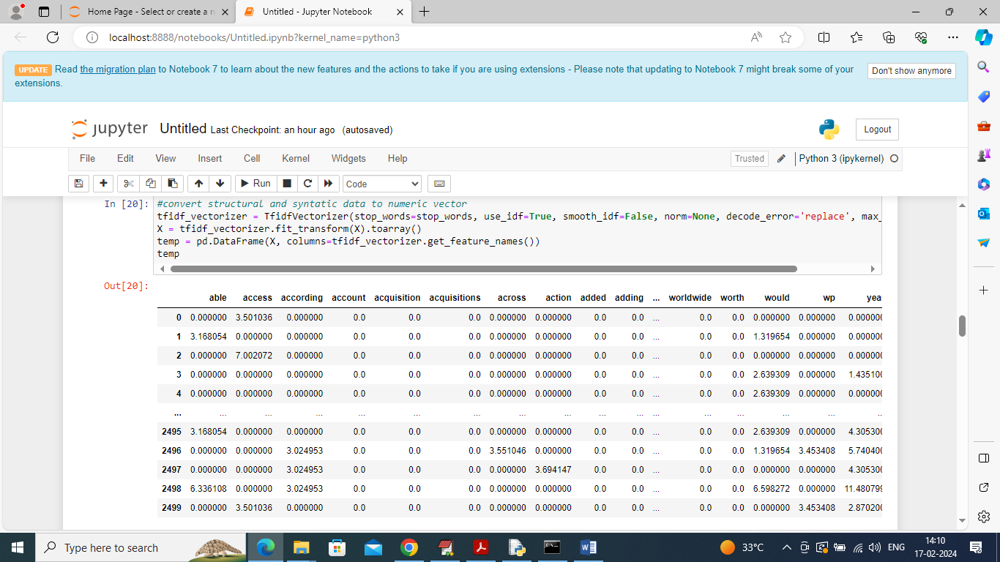 Home Page - Select or create a n
Untitled - Jupyter Notebook
localhost:8888/notebooks/Untitled.ipynb?kernel_name=python3
UPDATE Read the migration plan to Notebook 7 to learn about the new features and the actions to take if you are using extensions - Please note that updating to Notebook 7 might break some of your
extensions.
Don't show anymore
jupyter Untitled Last Checkpoint: an hour ago (autosaved)
Logout
File Edit View Insert Cell Kernel Widgets Help
Trusted Python 3 (ipykernel)
Run Code
In [20]: #convert structural and syntatic data to numeric vector
tfidf_vectorizer = TfidfVectorizer(stop_words=stop_words, use_idf=True, smooth_idf=False, norm=None, decode_error='replace', max_
X = tfidf_vectorizer.fit_transform(X).toarray()
temp = pd.DataFrame(X, columns=tfidf_vectorizer.get_feature_names())
temp
Out[20]:
able access according account acquisition acquisitions across action added adding ... worldwide worth would wp year
0 0.000000 3.501036 0.000000 0.0 0.0 0.0 0.000000 0.000000 0.0 0.0 ... 0.0 0.0 0.000000 0.000000 0.00000
1 3.168054 0.000000 0.000000 0.0 0.0 0.0 0.000000 0.000000 0.0 0.0 ... 0.0 0.0 1.319654 0.000000 0.00000
2 0.000000 7.002072 0.000000 0.0 0.0 0.0 0.000000 0.000000 0.0 0.0 ... 0.0 0.0 0.000000 0.000000 0.00000
3 0.000000 0.000000 0.000000 0.0 0.0 0.0 0.000000 0.000000 0.0 0.0 ... 0.0 0.0 2.639309 0.000000 1.43510
4 0.000000 0.000000 0.000000 0.0 0.0 0.0 0.000000 0.000000 0.0 0.0 ... 0.0 0.0 2.639309 0.000000 0.00000
... ... ... ... ... ... ... ... ... ... ... ... ... ... ... ... ...
2495 3.168054 0.000000 0.000000 0.0 0.0 0.0 0.000000 0.000000 0.0 0.0 ... 0.0 0.0 2.639309 0.000000 4.30530
2496 0.000000 0.000000 3.024953 0.0 0.0 0.0 3.551046 0.000000 0.0 0.0 ... 0.0 0.0 1.319654 3.453408 5.74040
2497 0.000000 0.000000 3.024953 0.0 0.0 0.0 0.000000 3.694147 0.0 0.0 ... 0.0 0.0 0.000000 0.000000 4.30530
2498 6.336108 0.000000 3.024953 0.0 0.0 0.0 0.000000 0.000000 0.0 0.0 ... 0.0 0.0 6.598272 0.000000 11.48079
2499 0.000000 3.501036 0.000000 0.0 0.0 0.0 0.000000 0.000000 0.0 0.0 ... 0.0 0.0 0.000000 3.453408 2.87020
Type here to search
33°C
ENG
14:10
17-02-2024